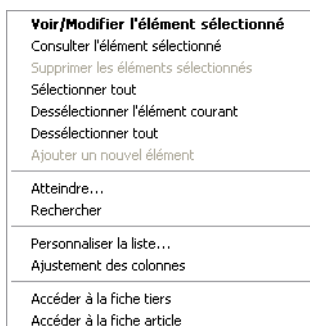 Voir/Modifier l'élément sélectionné
Consulter l'élément sélectionné
Supprimer les éléments sélectionnés
Sélectionner tout
Dessélectionner l'élément courant
Dessélectionner tout
Ajouter un nouvel élément
Atteindre...
Rechercher
Personnaliser la liste...
Ajustement des colonnes
Accéder à la fiche tiers
Accéder à la fiche article